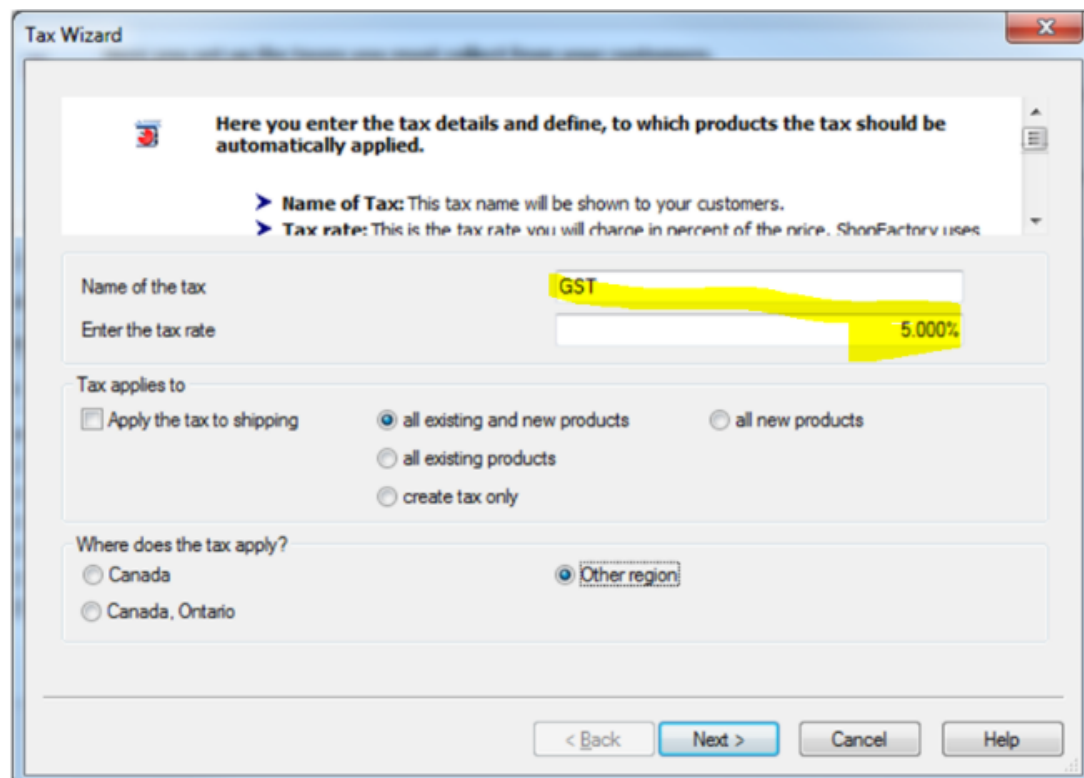 Tax Wizard
Here you enter the tax details and define, to which products the tax should be
automatically applied.
➤ Name of Tax: This tax name will be shown to your customers.
➤ Tax rate: This is the tax rate you will charge in percent of the price. ShopFactory uses
Name of the tax
GST
Enter the tax rate
5.000%
Tax applies to
Apply the tax to shipping
all existing and new products
all new products
all existing products
create tax only
Where does the tax apply?
Canada
Other region
Canada, Ontario
< Back
Next >
Cancel
Help